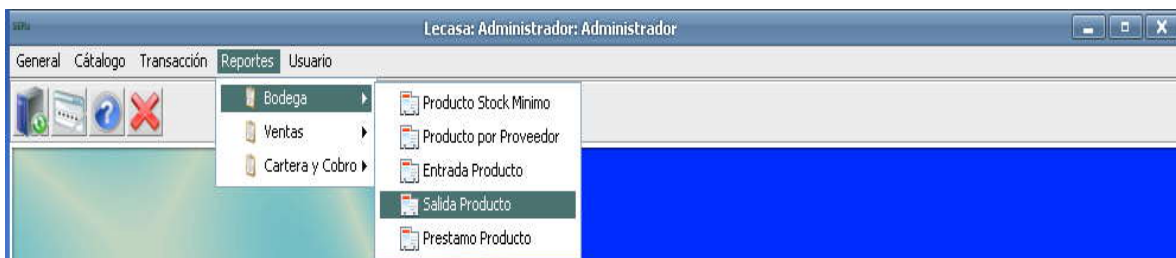 Lecasa: Administrador: Administrador
General Cátalogo Transacción Reportes Usuario
Bodega
Ventas
Cartera y Cobro
Producto Stock Minimo
Producto por Proveedor
Entrada Producto
Salida Producto
Prestamo Producto